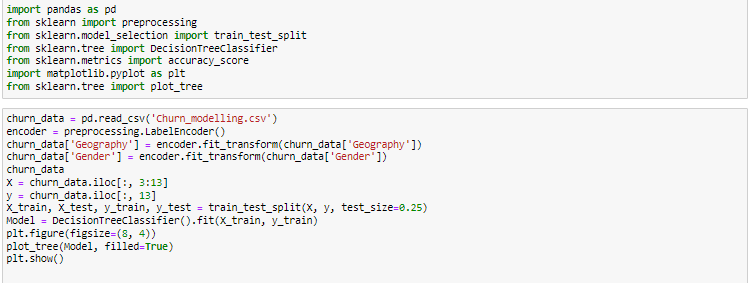 import pandas as pd
from sklearn import preprocessing
from sklearn.model_selection import train_test_split
from sklearn.tree import DecisionTreeClassifier
from sklearn.metrics import accuracy_score
import matplotlib.pyplot as plt
from sklearn.tree import plot_tree
churn_data = pd.read_csv('Churn_modelling.csv')
encoder = preprocessing.LabelEncoder()
churn_data['Geography'] = encoder.fit_transform(churn_data['Geography'])
churn_data['Gender'] = encoder.fit_transform(churn_data['Gender'])
churn_data
X = churn_data.iloc[:, 3:13]
y = churn_data.iloc[:, 13]
X_train, X_test, y_train, y_test = train_test_split(X, y, test_size=0.25)
Model = DecisionTreeClassifier().fit(X_train, y_train)
plt.figure(figsize=(8, 4))
plot_tree(Model, filled=True)
plt.show()